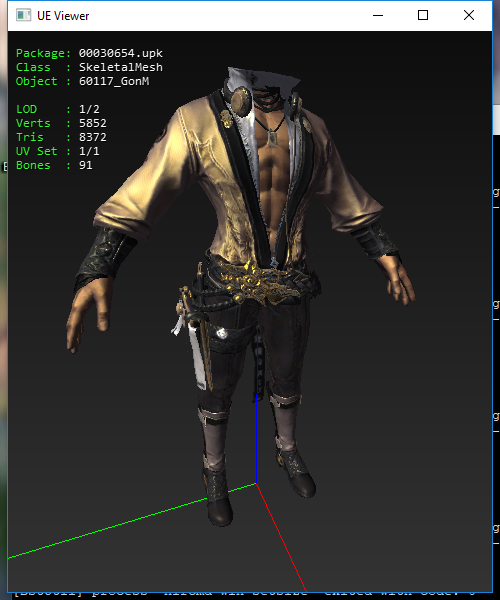 UE Viewer
Package: 00030654.upk
Class : SkeletalMesh
Object : 60117_GonM
LOD : 1/2
Verts : 5852
Tris : 8372
UV Set : 1/1
Bones : 91